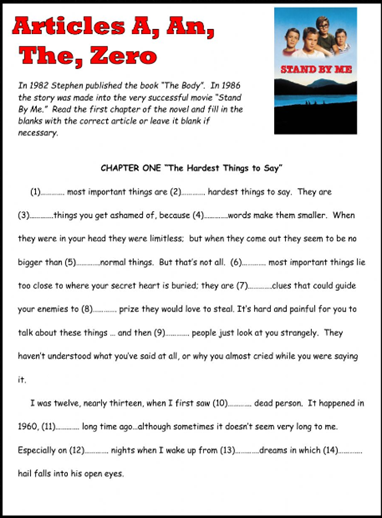 Articles A, An,
The, Zero
STAND BY ME
In 1982 Stephen published the book "The Body". In 1986
the story was made into the very successful movie "Stand
By Me." Read the first chapter of the novel and fill in the
blanks with the correct article or leave it blank if
necessary.
CHAPTER ONE "The Hardest Things to Say"
(1)............ most important things are (2)............ hardest things to say. They are
(3)............things you get ashamed of, because (4)............words make them smaller. When
they were in your head they were limitless; but when they come out they seem to be no
bigger than (5)............normal things. But that's not all. (6)............ most important things lie
too close to where your secret heart is buried; they are (7)............clues that could guide
your enemies to (8)............ prize they would love to steal. It's hard and painful for you to
talk about these things ... and then (9)............ people just look at you strangely. They
haven't understood what you've said at all, or why you almost cried while you were saying
it.
I was twelve, nearly thirteen, when I first saw (10)............ dead person. It happened in
1960, (11)............ long time ago...although sometimes it doesn't seem very long to me.
Especially on (12)............ nights when I wake up from (13)............dreams in which (14)............
hail falls into his open eyes.